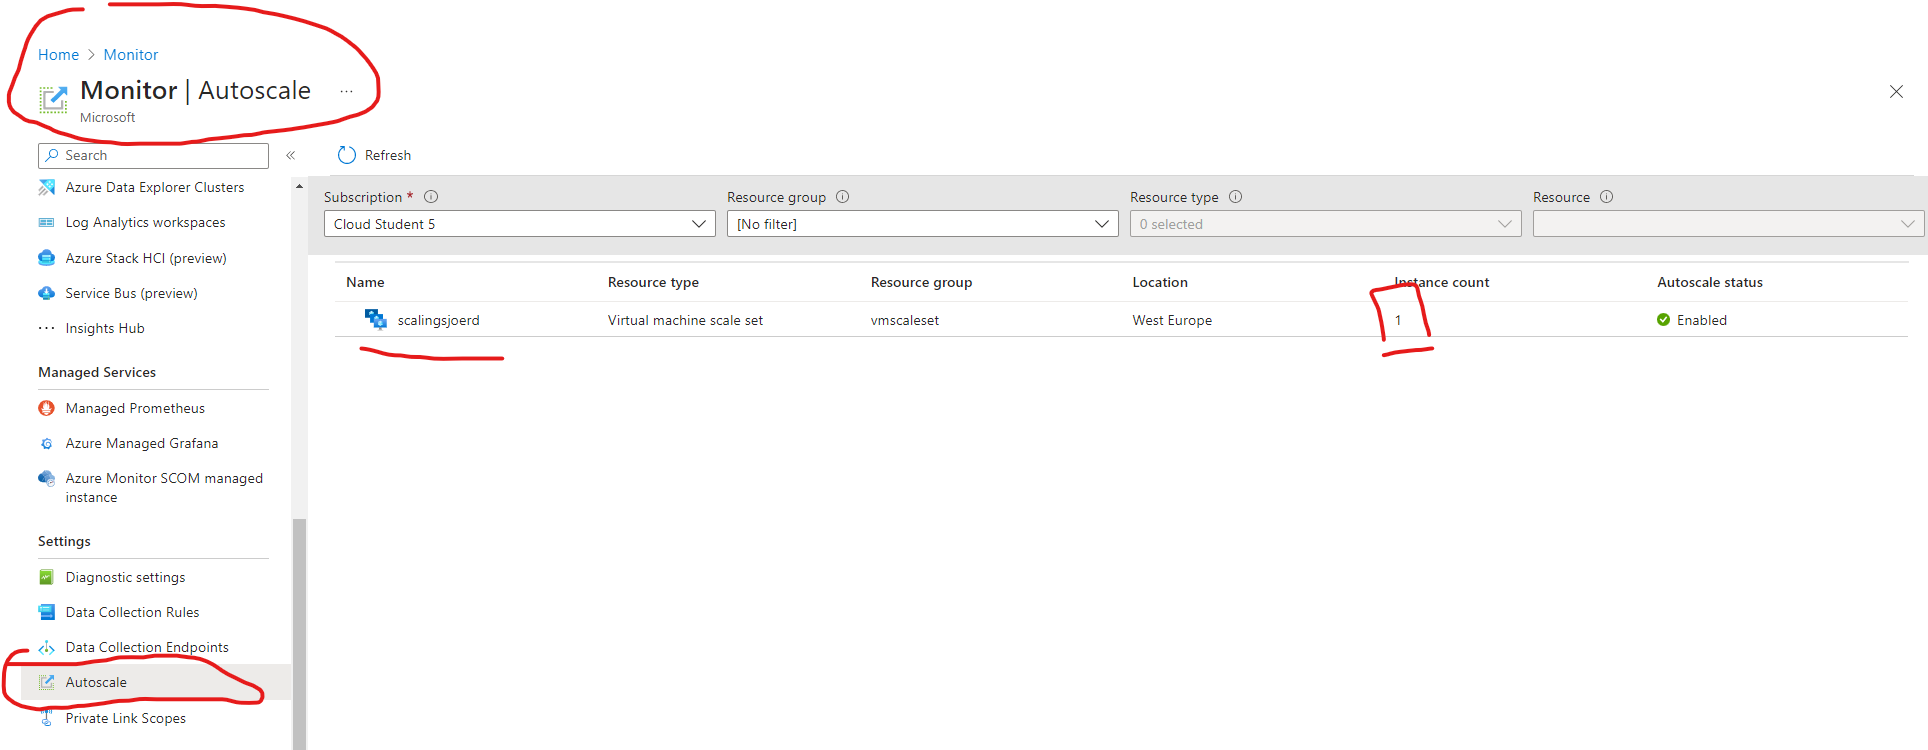 Home > Monitor
Monitor | Autoscale ...
Microsoft
Search «
Refresh
Azure Data Explorer Clusters
Log Analytics workspaces
Azure Stack HCI (preview)
Service Bus (preview)
Insights Hub
Managed Services
Managed Prometheus
Azure Managed Grafana
Azure Monitor SCOM managed
instance
Settings
Diagnostic settings
Data Collection Rules
Data Collection Endpoints
Autoscale
Private Link Scopes
Subscription * Resource group Resource type Resource
Cloud Student 5 [No filter] 0 selected
Name Resource type Resource group Location Instance count Autoscale status
scalingsjoerd Virtual machine scale set vmscaleset West Europe 1 Enabled